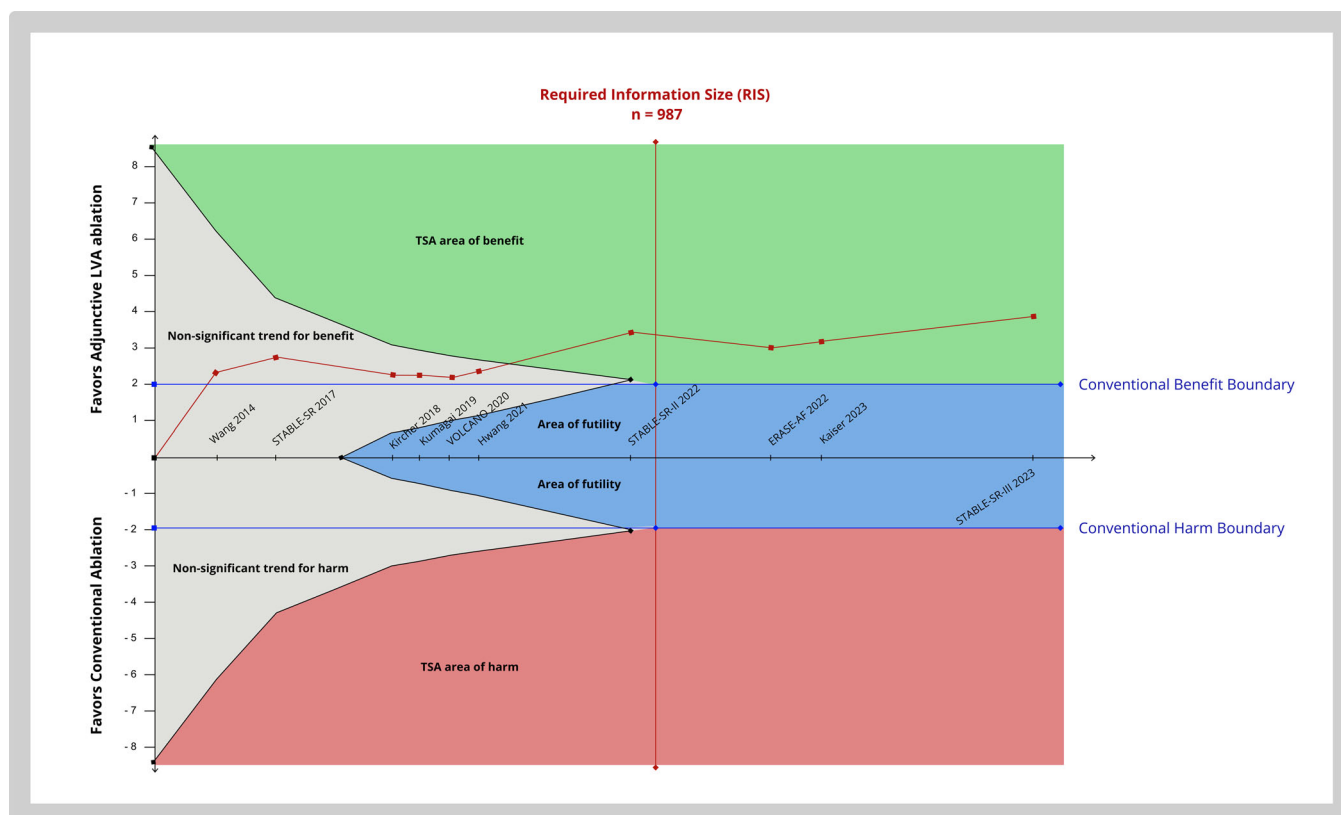 Required Information Size (RIS)
n = 987
Favors Adjunctive LVA ablation
Favors Conventional Ablation
8
7
6
5
4
3
2
1
- 1
- 2
- 3
- 4
- 5
- 6
- 7
- 8
TSA area of benefit
Non-significant trend for benefit
Conventional Benefit Boundary
Wang 2014
STABLE-SR 2017
Kircher 2018
Kumagai 2019
VOLCANO 2020
Hwang 2021
STABLE-SR-II 2022
ERASE-AF 2022
Kaiser 2023
STABLE-SR-III 2023
Area of futility
Area of futility
Conventional Harm Boundary
Non-significant trend for harm
TSA area of harm